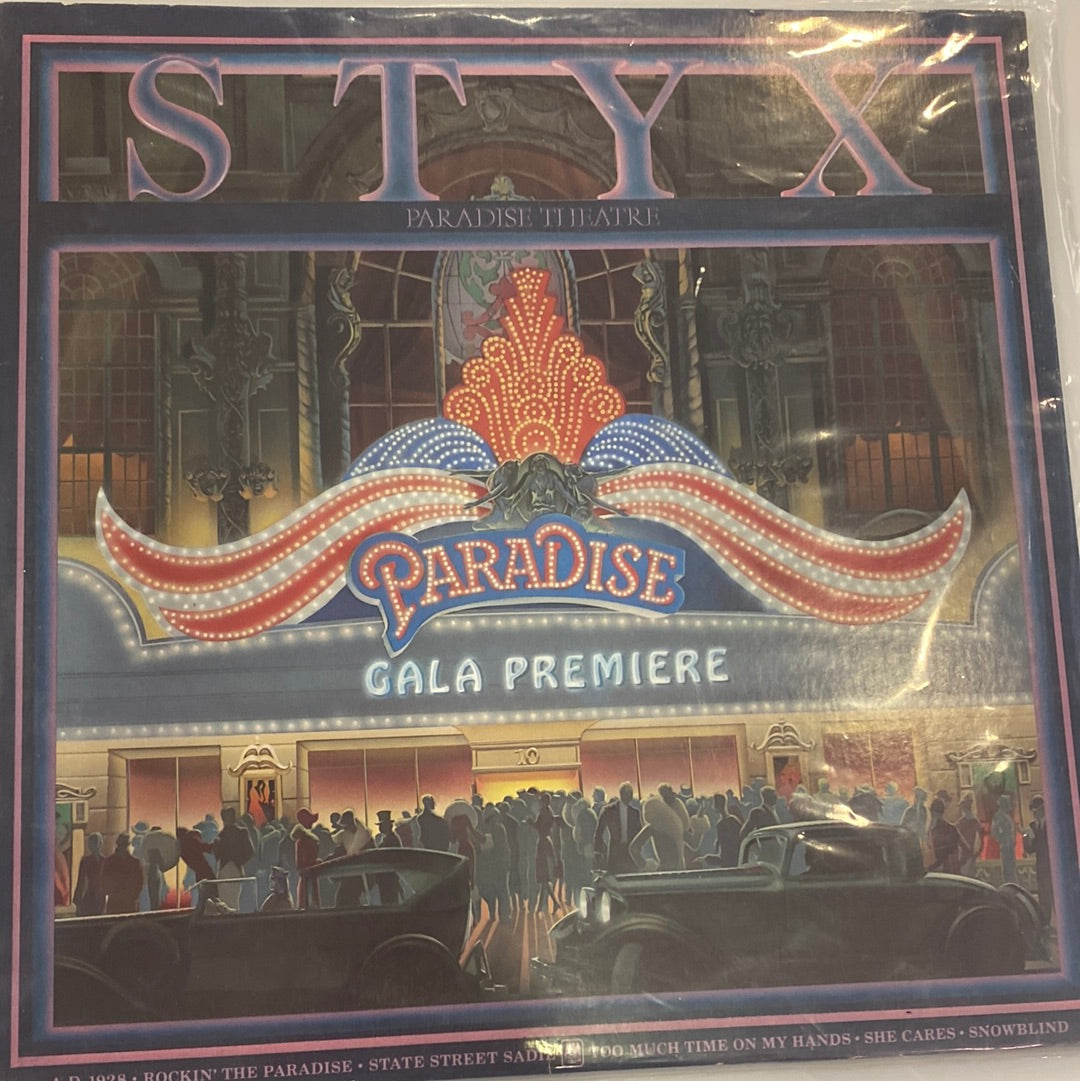 STYX
PARADISE THEATRE
PARADISE
GALA PREMIERE
10
A.D. 1928 • ROCKIN' THE PARADISE • STATE STREET SADIE TOO MUCH TIME ON MY HANDS • SHE CARES • SNOWBLIND